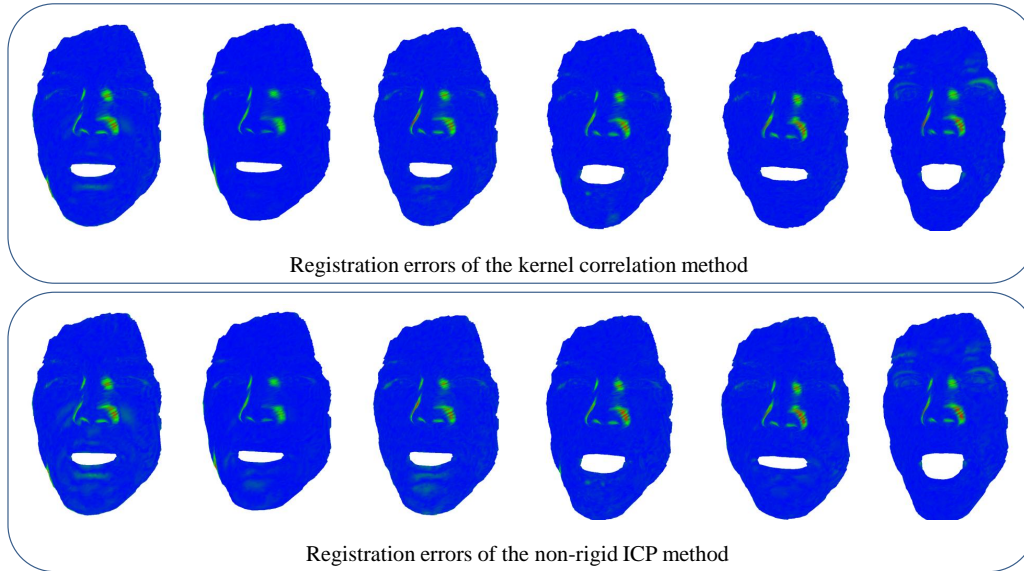 Registration errors of the kernel correlation method
Registration errors of the non-rigid ICP method